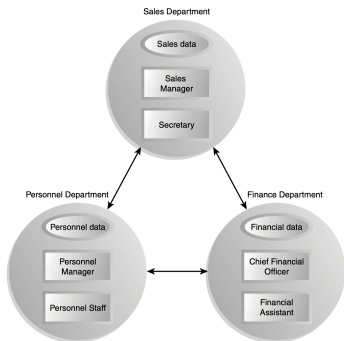 Sales Department
Sales data
Sales
Manager
Secretary
Personnel Department
Personnel data
Personnel
Manager
Personnel Staff
Finance Department
Financial data
Chief Financial
Officer
Financial
Assistant